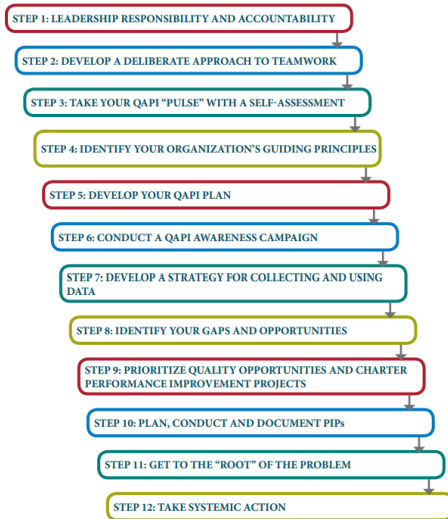 STEP 1: LEADERSHIP RESPONSIBILITY AND ACCOUNTABILITY
STEP 2: DEVELOP A DELIBERATE APPROACH TO TEAMWORK
STEP 3: TAKE YOUR QAPI “PULSE” WITH A SELF-ASSESSMENT
STEP 4: IDENTIFY YOUR ORGANIZATION’S GUIDING PRINCIPLES
STEP 5: DEVELOP YOUR QAPI PLAN
STEP 6: CONDUCT A QAPI AWARENESS CAMPAIGN
STEP 7: DEVELOP A STRATEGY FOR COLLECTING AND USING
DATA
STEP 8: IDENTIFY YOUR GAPS AND OPPORTUNITIES
STEP 9: PRIORITIZE QUALITY OPPORTUNITIES AND CHARTER
PERFORMANCE IMPROVEMENT PROJECTS
STEP 10: PLAN, CONDUCT AND DOCUMENT PIPs
STEP 11: GET TO THE “ROOT” OF THE PROBLEM
STEP 12: TAKE SYSTEMIC ACTION